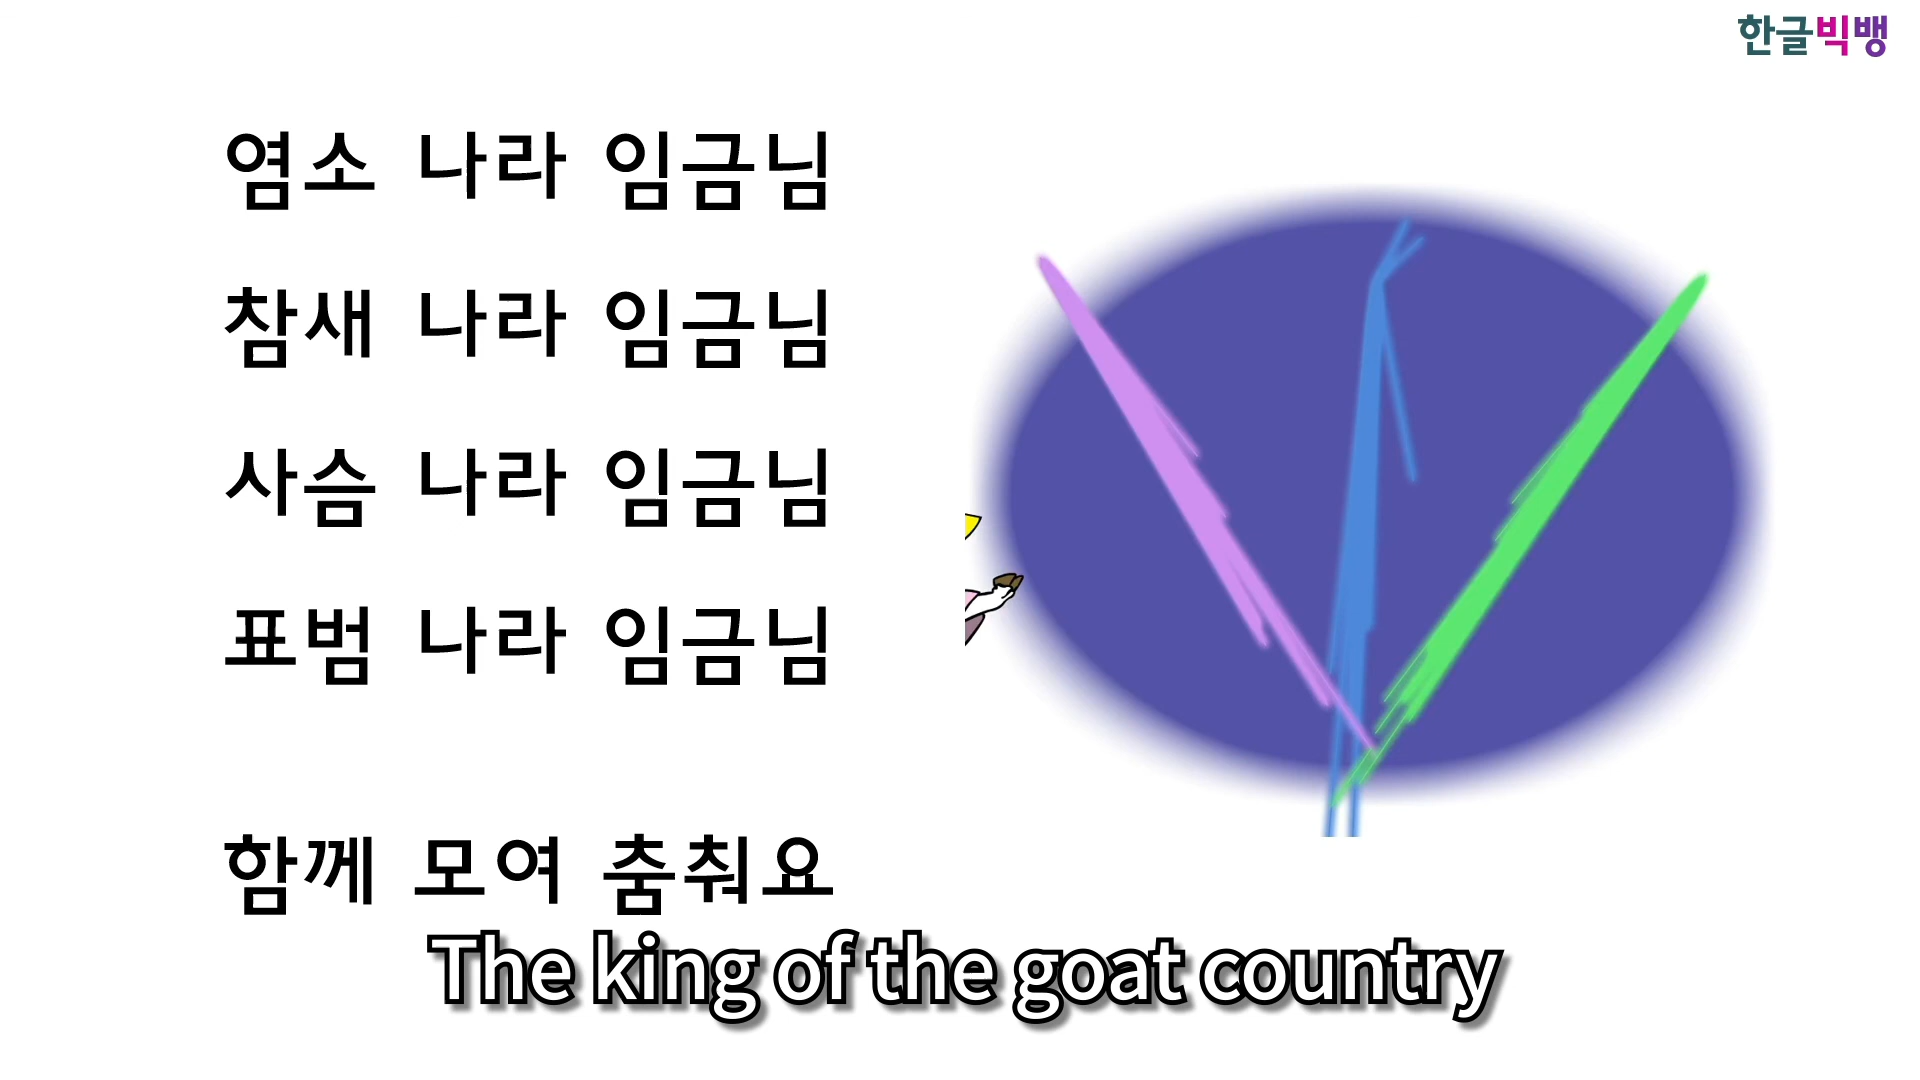 한글빅뱅
염소 나라 임금님
참새 나라 임금님
사슴 나라 임금님
표범 나라 임금님
함께 모여 춤춰요
The king of the goat country